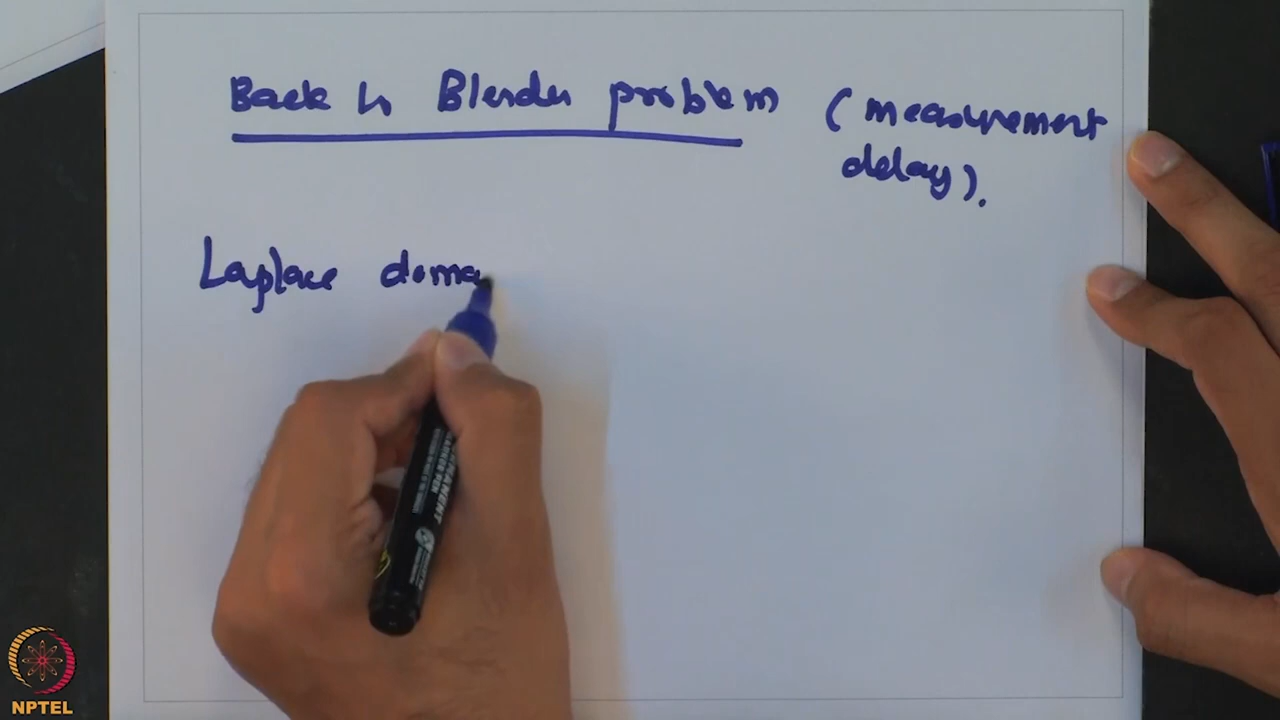 Back to Blender problem (measurement
delay).
Laplace doma
NPTEL